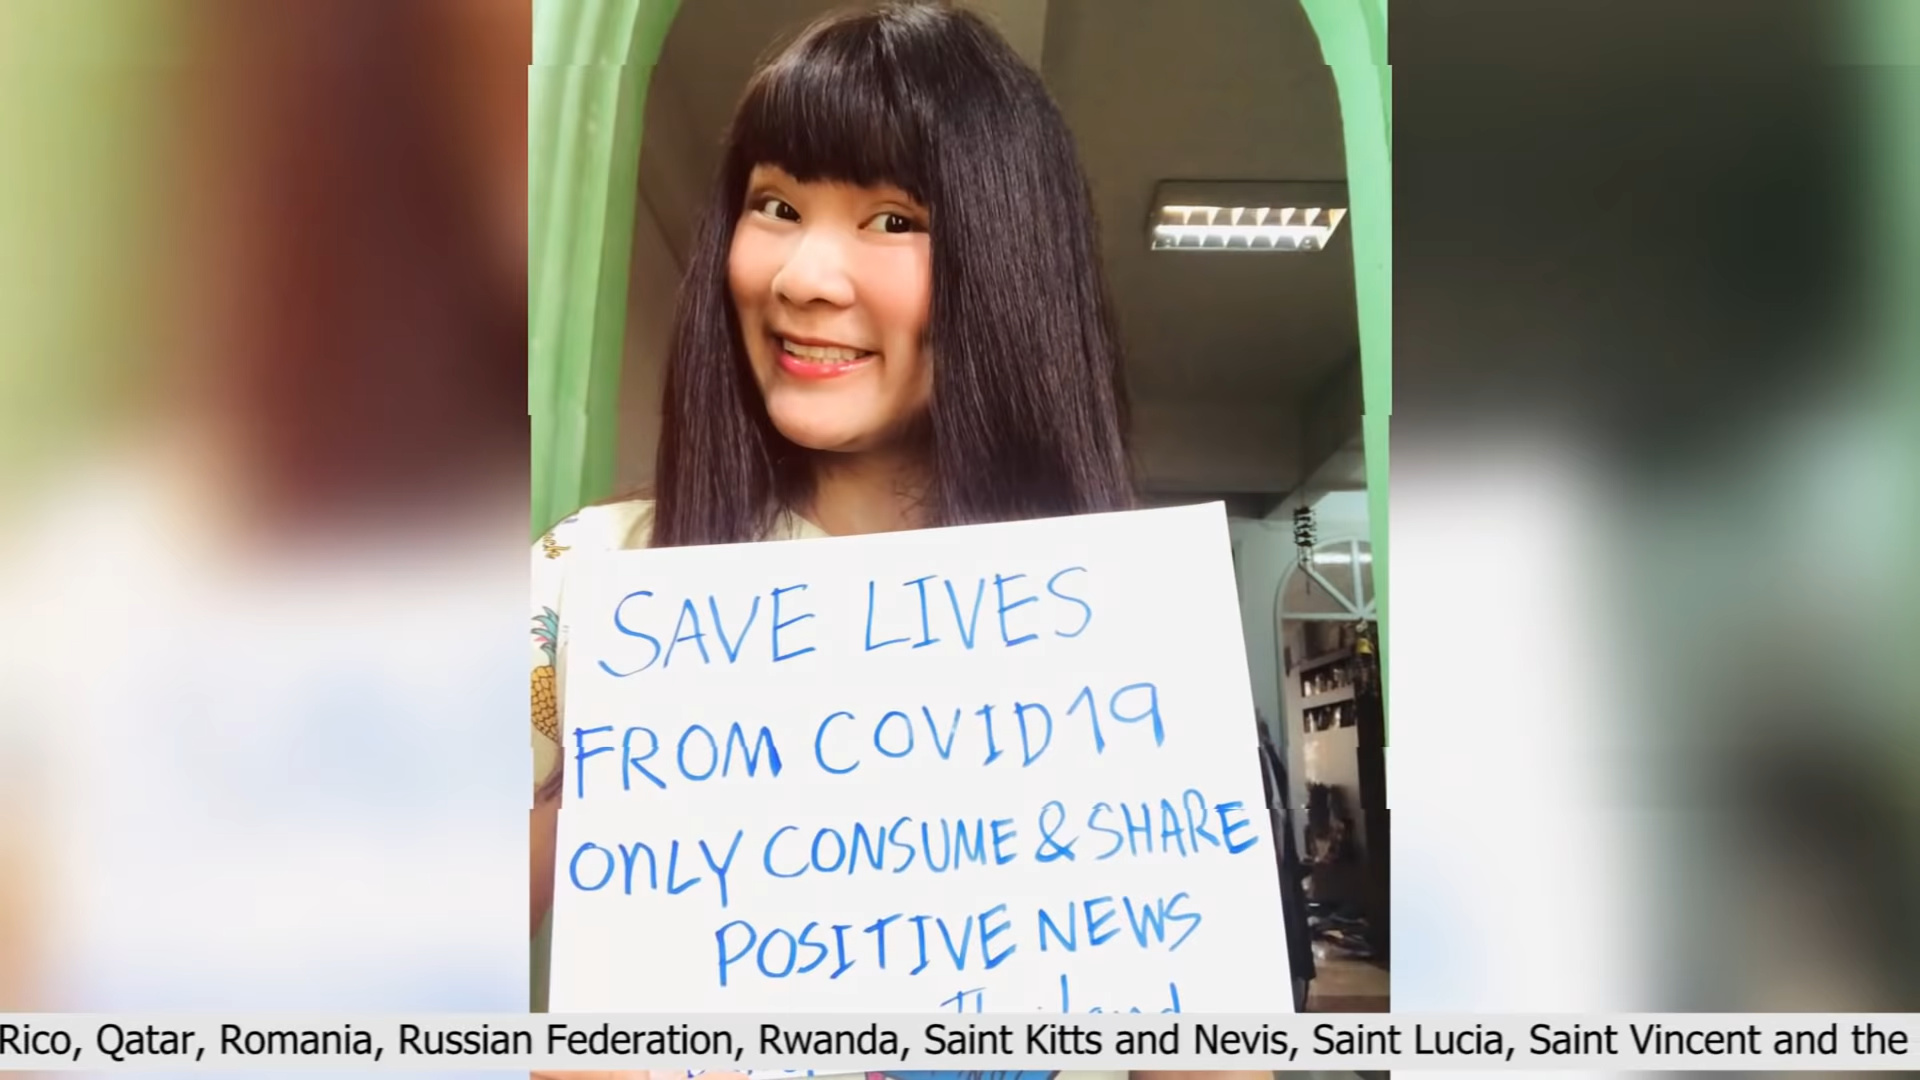 SAVE LIVES
FROM COVID19
ONLY CONSUME & SHARE
POSITIVE NEWS
Thailand
Rico, Qatar, Romania, Russian Federation, Rwanda, Saint Kitts and Nevis, Saint Lucia, Saint Vincent and the